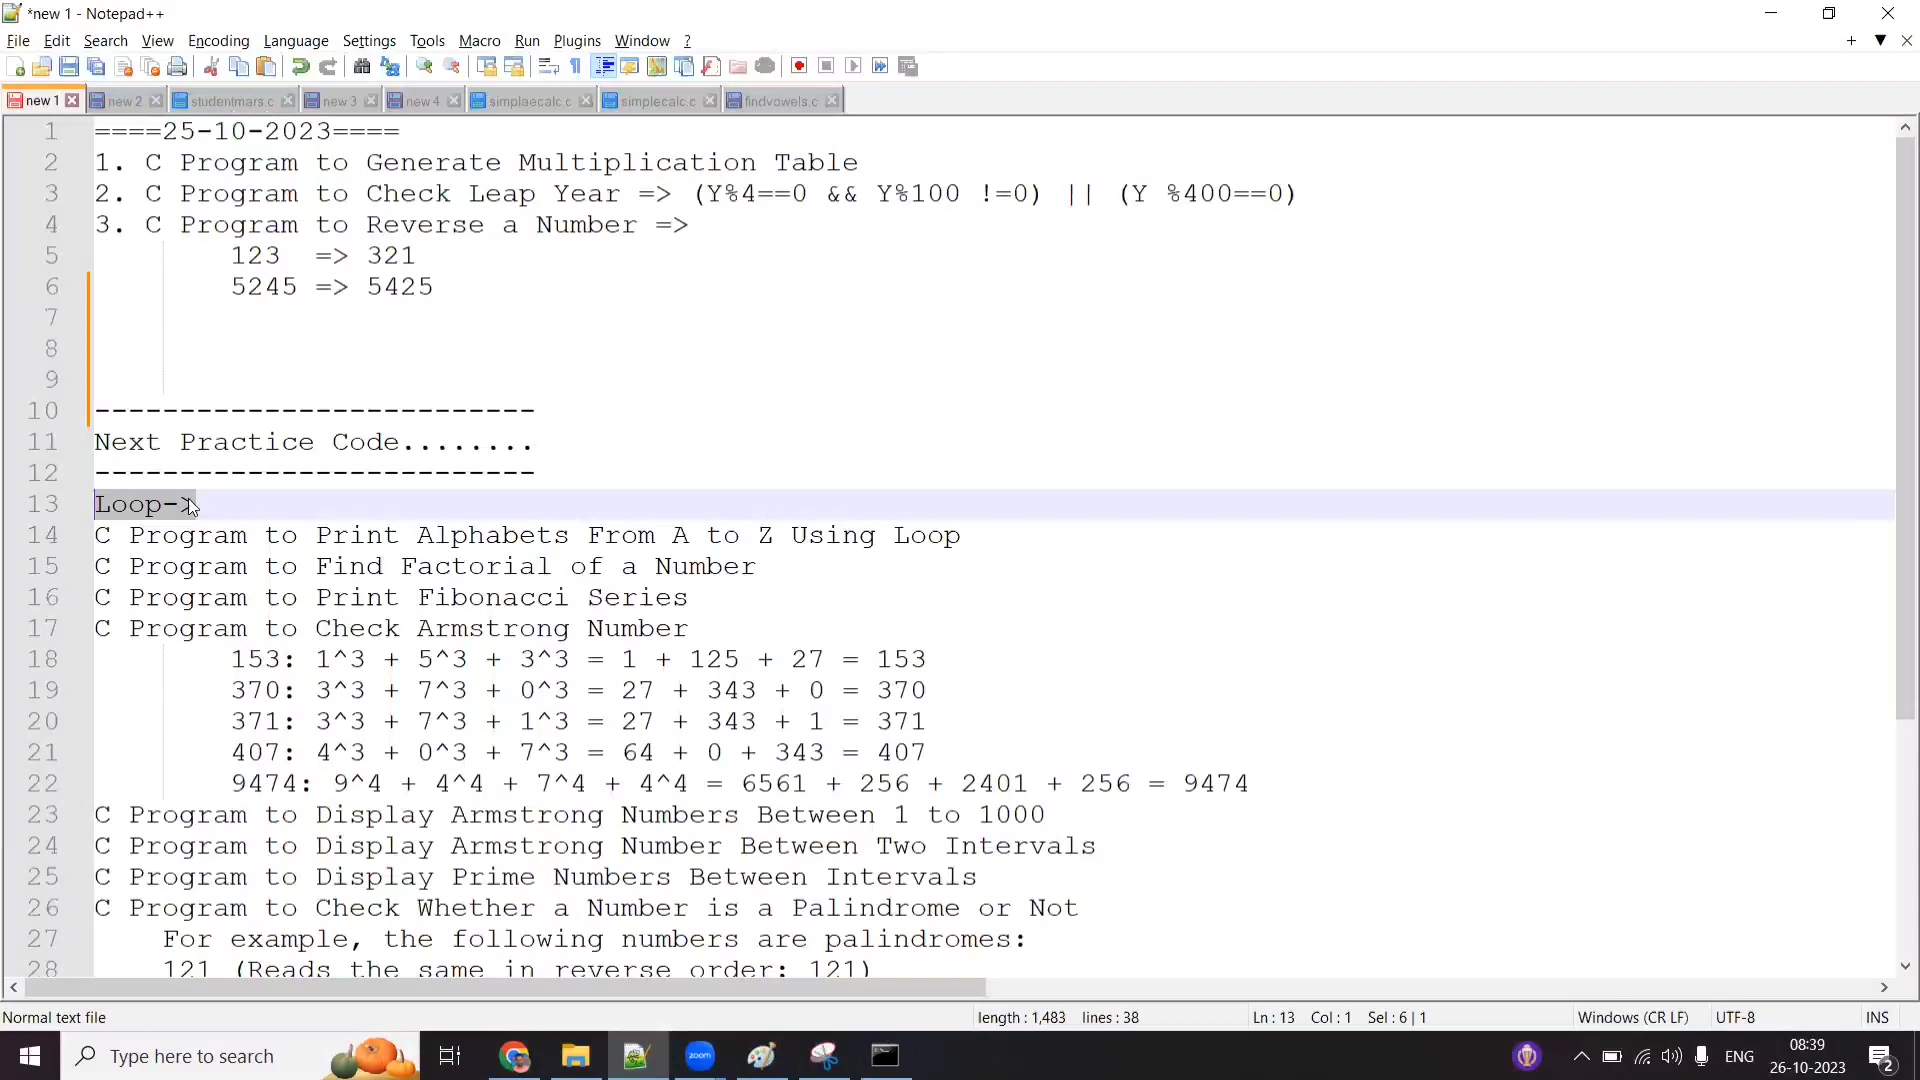 *new 1 - Notepad++
File Edit Search View Encoding Language Settings Tools Macro Run Plugins Window ?
new 1 new 2 studentmars.c new 3 new 4 simplaecalc.c simplecalc.c findvowels.c
1 ====25-10-2023====
2 1. C Program to Generate Multiplication Table
3 2. C Program to Check Leap Year => (Y%4==0 && Y%100 !=0) || (Y %400==0)
4 3. C Program to Reverse a Number =>
5 123 => 321
6 5245 => 5425
7
8
9
10 --------------------------
11 Next Practice Code........
12 --------------------------
13 Loop->
14 C Program to Print Alphabets From A to Z Using Loop
15 C Program to Find Factorial of a Number
16 C Program to Print Fibonacci Series
17 C Program to Check Armstrong Number
18 153: 1^3 + 5^3 + 3^3 = 1 + 125 + 27 = 153
19 370: 3^3 + 7^3 + 0^3 = 27 + 343 + 0 = 370
20 371: 3^3 + 7^3 + 1^3 = 27 + 343 + 1 = 371
21 407: 4^3 + 0^3 + 7^3 = 64 + 0 + 343 = 407
22 9474: 9^4 + 4^4 + 7^4 + 4^4 = 6561 + 256 + 2401 + 256 = 9474
23 C Program to Display Armstrong Numbers Between 1 to 1000
24 C Program to Display Armstrong Number Between Two Intervals
25 C Program to Display Prime Numbers Between Intervals
26 C Program to Check Whether a Number is a Palindrome or Not
27 For example, the following numbers are palindromes:
28 121 (Reads the same in reverse order: 121)
Normal text file length : 1,483 lines : 38 Ln : 13 Col : 1 Sel : 6 | 1 Windows (CR LF) UTF-8 INS
Type here to search zoom ENG 08:39
26-10-2023 2